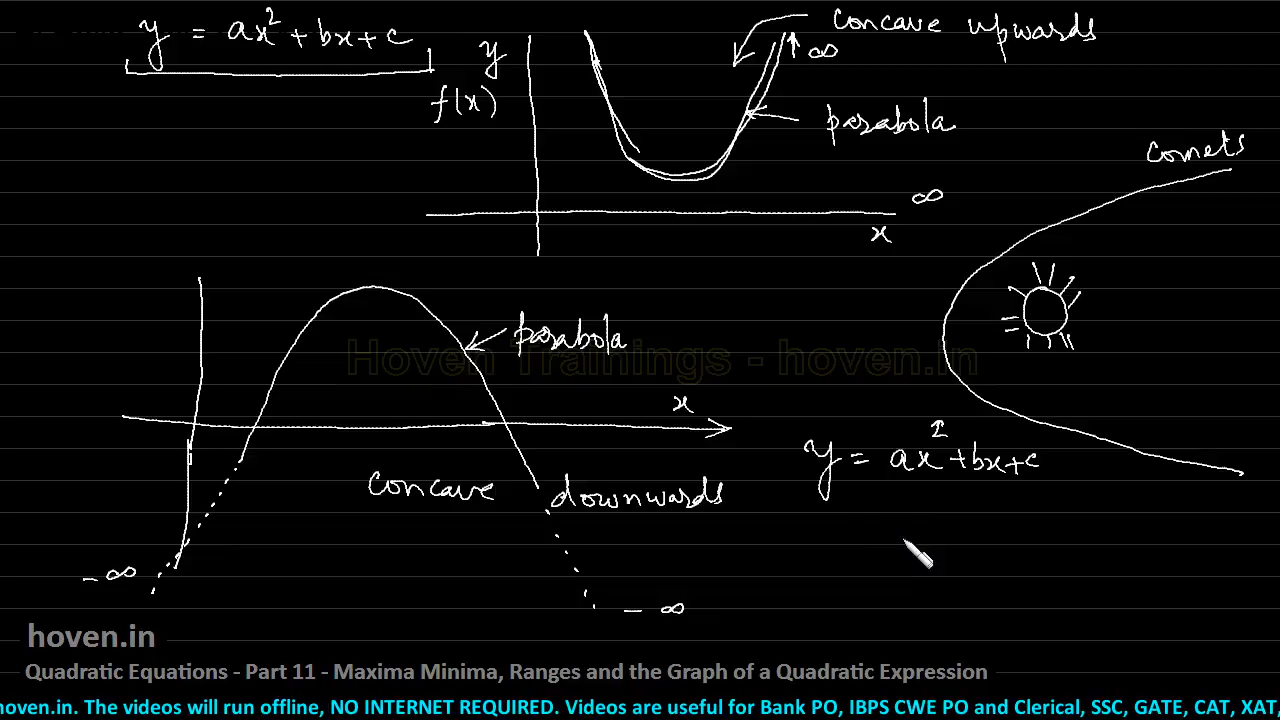 y = ax² + bx + c
concave upwards
y
∞
f(x)
parabola
comets
∞
x
parabola
Hoven Trainings - hoven.in
x
y = ax² + bx + c
concave downwards
- ∞
- ∞
hoven.in
Quadratic Equations - Part 11 - Maxima Minima, Ranges and the Graph of a Quadratic Expression
hoven.in. The videos will run offline, NO INTERNET REQUIRED. Videos are useful for Bank PO, IBPS CWE PO and Clerical, SSC, GATE, CAT, XAT,